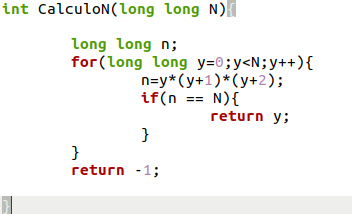 int CalculoN(long long N){
long long n;
for(long long y=0;y<N;y++){
n=y*(y+1)*(y+2);
if(n == N){
return y;
}
}
return -1;
}